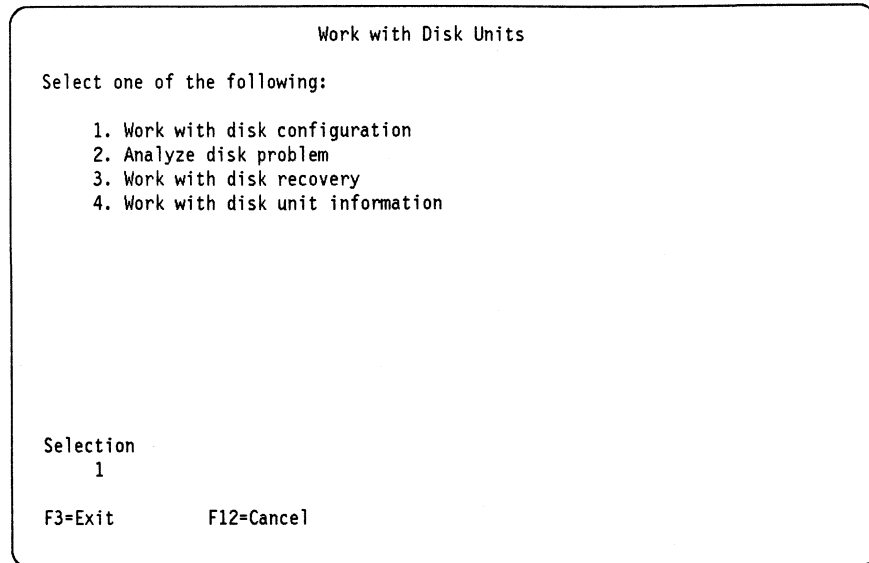 Work with Disk Units
Select one of the following:
1. Work with disk configuration
2. Analyze disk problem
3. Work with disk recovery
4. Work with disk unit information
Selection
1
F3=Exit F12=Cancel